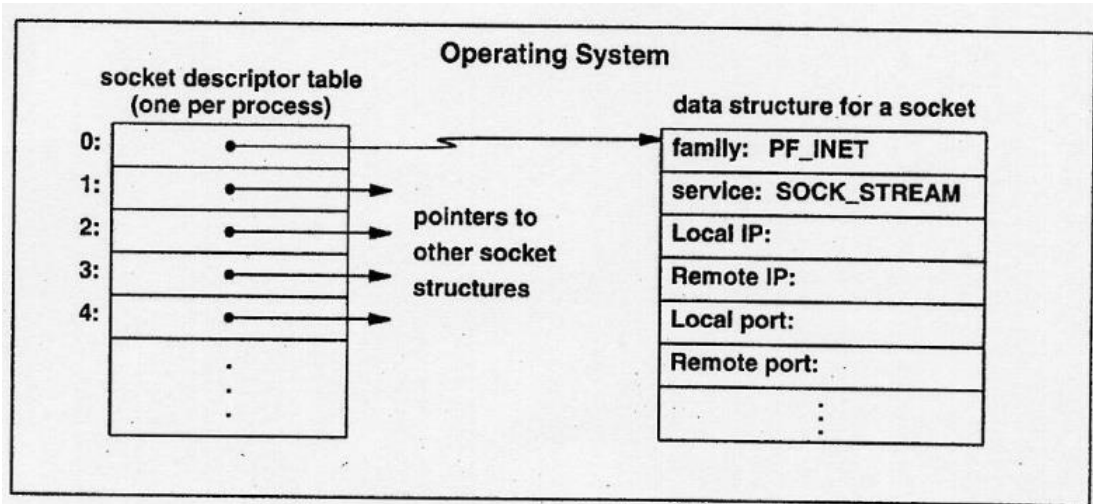 Operating System
socket descriptor table
(one per process)
0:
1:
2:
3:
4:
pointers to
other socket
structures
data structure for a socket
family: PF_INET
service: SOCK_STREAM
Local IP:
Remote IP:
Local port:
Remote port: